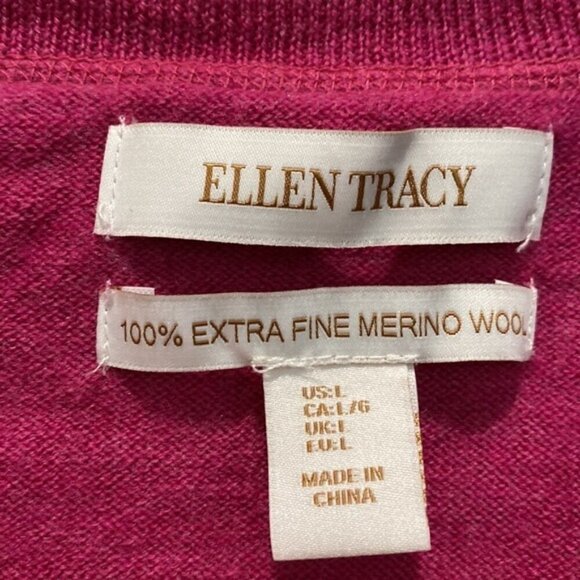 ELLEN TRACY
100% EXTRA FINE MERINO WOOL
US:L
CA:L/G
UK:L
EU:L
MADE IN
CHINA